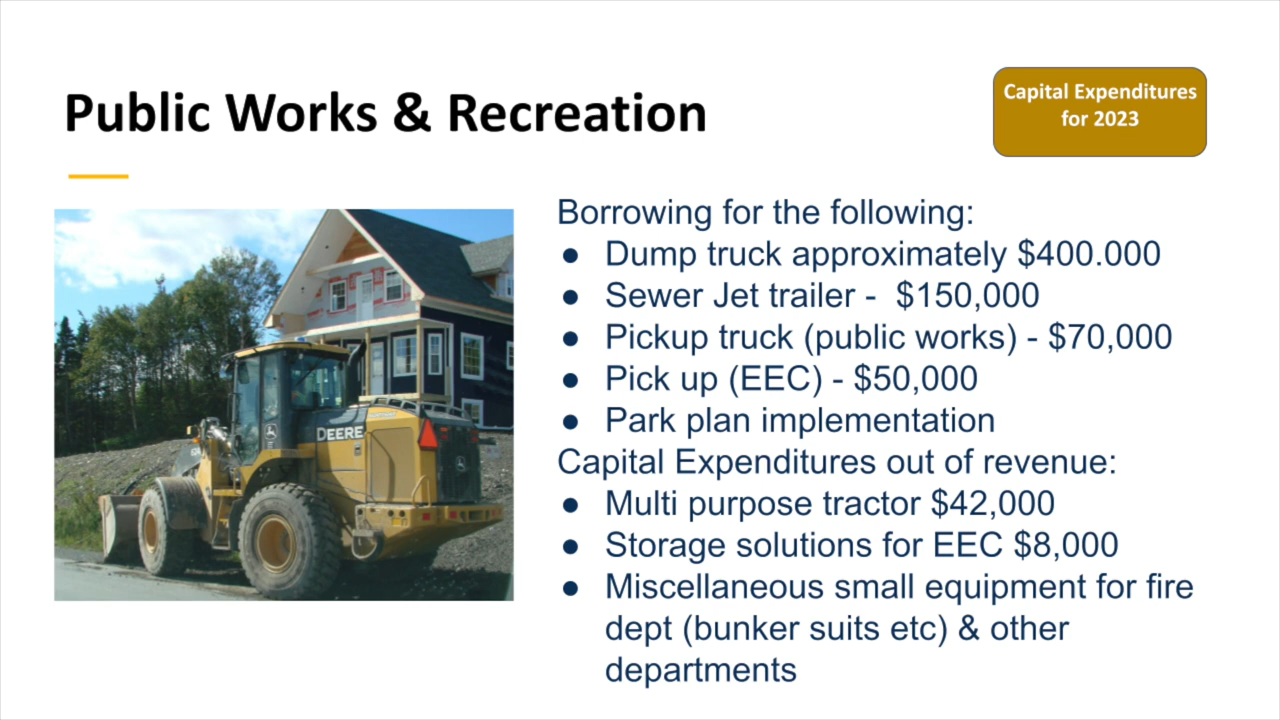 Public Works & Recreation
Capital Expenditures
for 2023
Borrowing for the following:
● Dump truck approximately $400.000
● Sewer Jet trailer -  $150,000
● Pickup truck (public works) - $70,000
● Pick up (EEC) - $50,000
● Park plan implementation
Capital Expenditures out of revenue:
● Multi purpose tractor $42,000
● Storage solutions for EEC $8,000
● Miscellaneous small equipment for fire
dept (bunker suits etc) & other
departments
DEERE